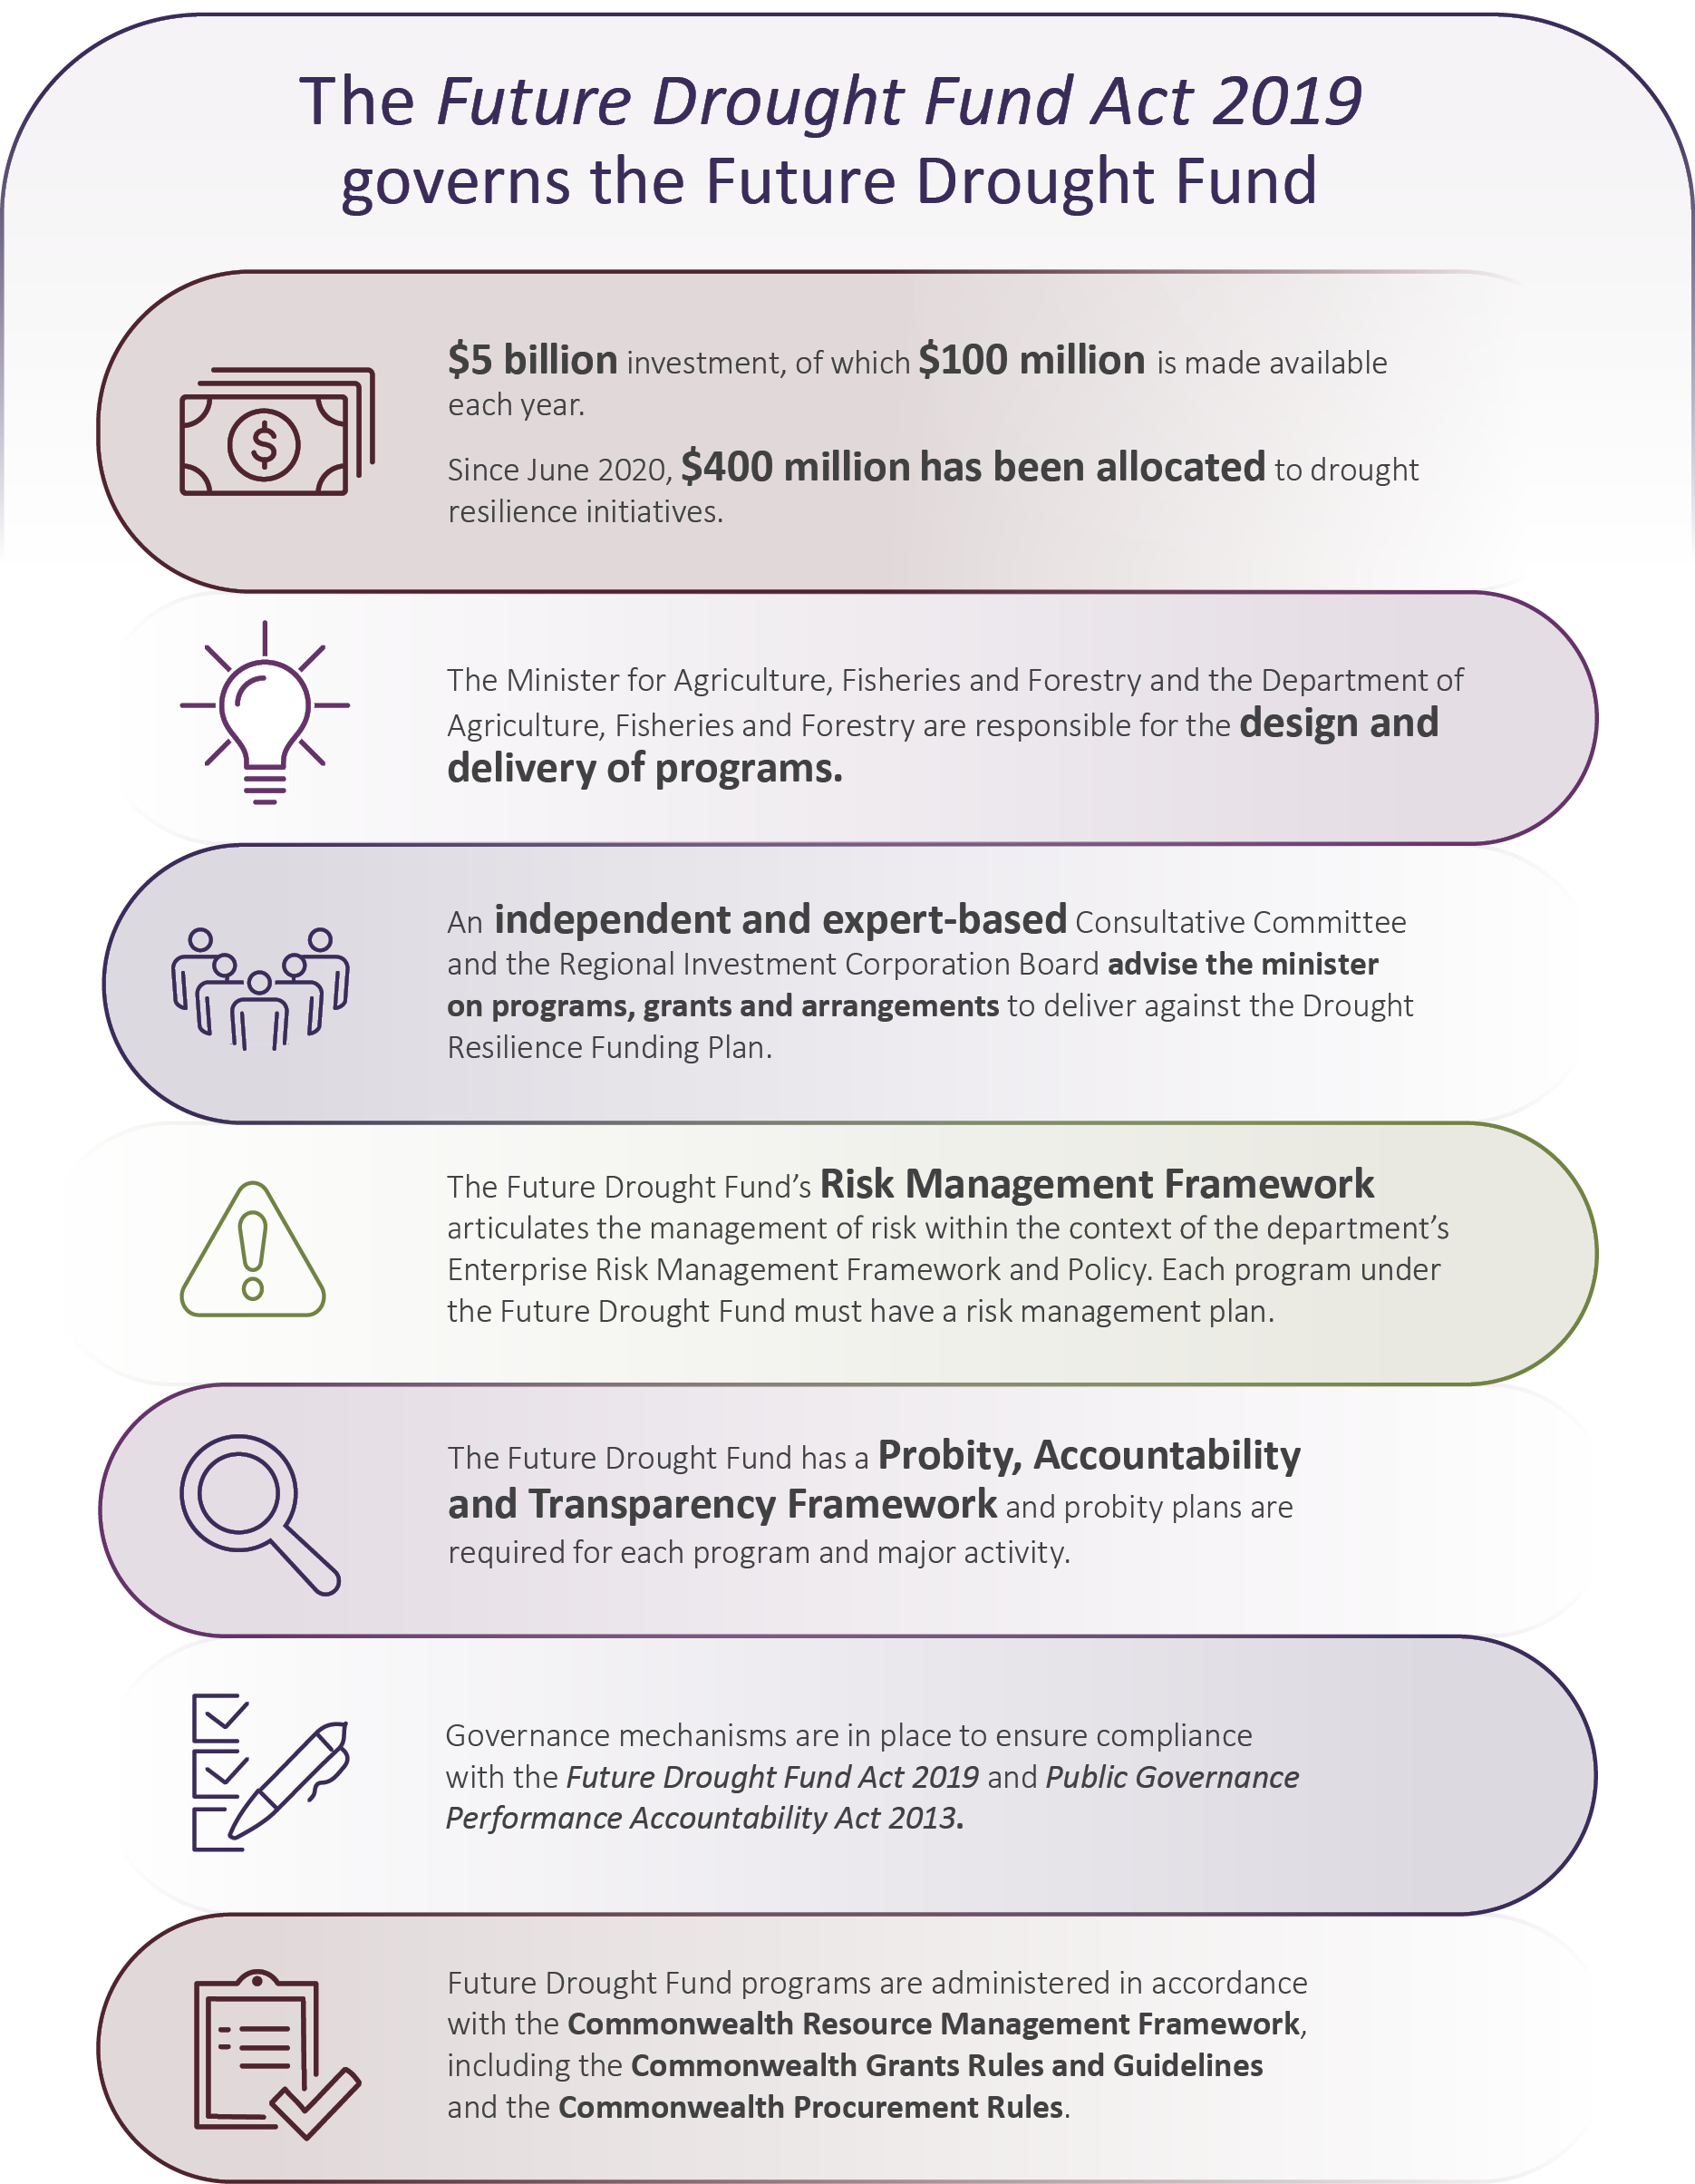 The Future Drought Fund Act 2019
governs the Future Drought Fund
$5 billion investment, of which $100 million is made available
each year.
Since June 2020, $400 million has been allocated to drought
resilience initiatives.
The Minister for Agriculture, Fisheries and Forestry and the Department of
Agriculture, Fisheries and Forestry are responsible for the design and
delivery of programs.
An independent and expert-based Consultative Committee
and the Regional Investment Corporation Board advise the minister
on programs, grants and arrangements to deliver against the Drought
Resilience Funding Plan.
The Future Drought Fund’s Risk Management Framework
articulates the management of risk within the context of the department’s
Enterprise Risk Management Framework and Policy. Each program under
the Future Drought Fund must have a risk management plan.
The Future Drought Fund has a Probity, Accountability
and Transparency Framework and probity plans are
required for each program and major activity.
Governance mechanisms are in place to ensure compliance
with the Future Drought Fund Act 2019 and Public Governance
Performance Accountability Act 2013.
Future Drought Fund programs are administered in accordance
with the Commonwealth Resource Management Framework,
including the Commonwealth Grants Rules and Guidelines
and the Commonwealth Procurement Rules.